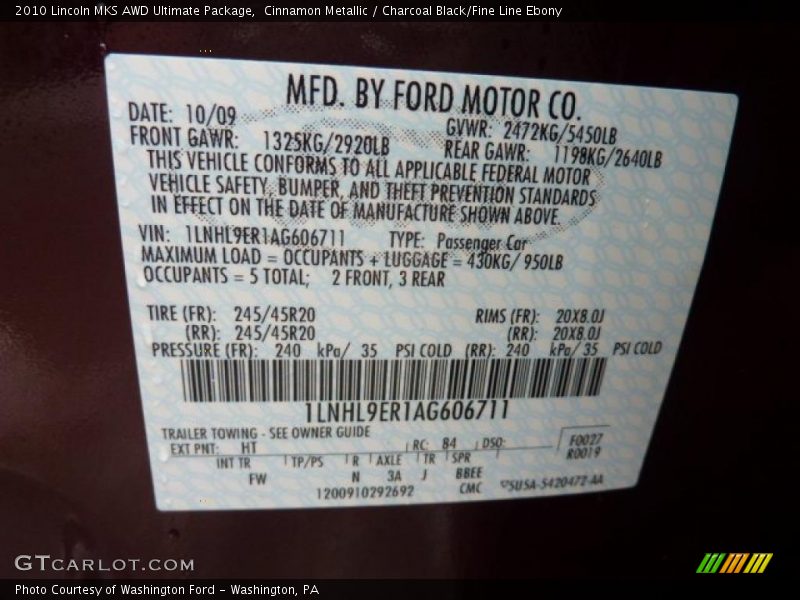 2010 Lincoln MKS AWD Ultimate Package,  Cinnamon Metallic / Charcoal Black/Fine Line Ebony
MFD. BY FORD MOTOR CO.
DATE: 10/09 GVWR: 2472KG/5450LB
FRONT GAWR: 1325KG/2920LB REAR GAWR: 1198KG/2640LB
THIS VEHICLE CONFORMS TO ALL APPLICABLE FEDERAL MOTOR
VEHICLE SAFETY, BUMPER, AND THEFT PREVENTION STANDARDS
IN EFFECT ON THE DATE OF MANUFACTURE SHOWN ABOVE.
VIN: 1LNHL9ER1AG606711 TYPE: Passenger Car
MAXIMUM LOAD = OCCUPANTS + LUGGAGE = 430KG/ 950LB
OCCUPANTS = 5 TOTAL; 2 FRONT, 3 REAR
TIRE (FR): 245/45R20 RIMS (FR): 20X8.0J
(RR): 245/45R20 (RR): 20X8.0J
PRESSURE (FR): 240 kPa/ 35 PSI COLD (RR): 240 kPa/ 35 PSI COLD
1LNHL9ER1AG606711
TRAILER TOWING - SEE OWNER GUIDE
EXT PNT: HT RC: 84 DSO: F0027
R0019
INT TR TP/PS R AXLE TR SPR
FW N 3A J BBEE
1200910292692 CMC 5U5A-5420472-AA
GTCARLOT.COM
Photo Courtesy of Washington Ford - Washington, PA